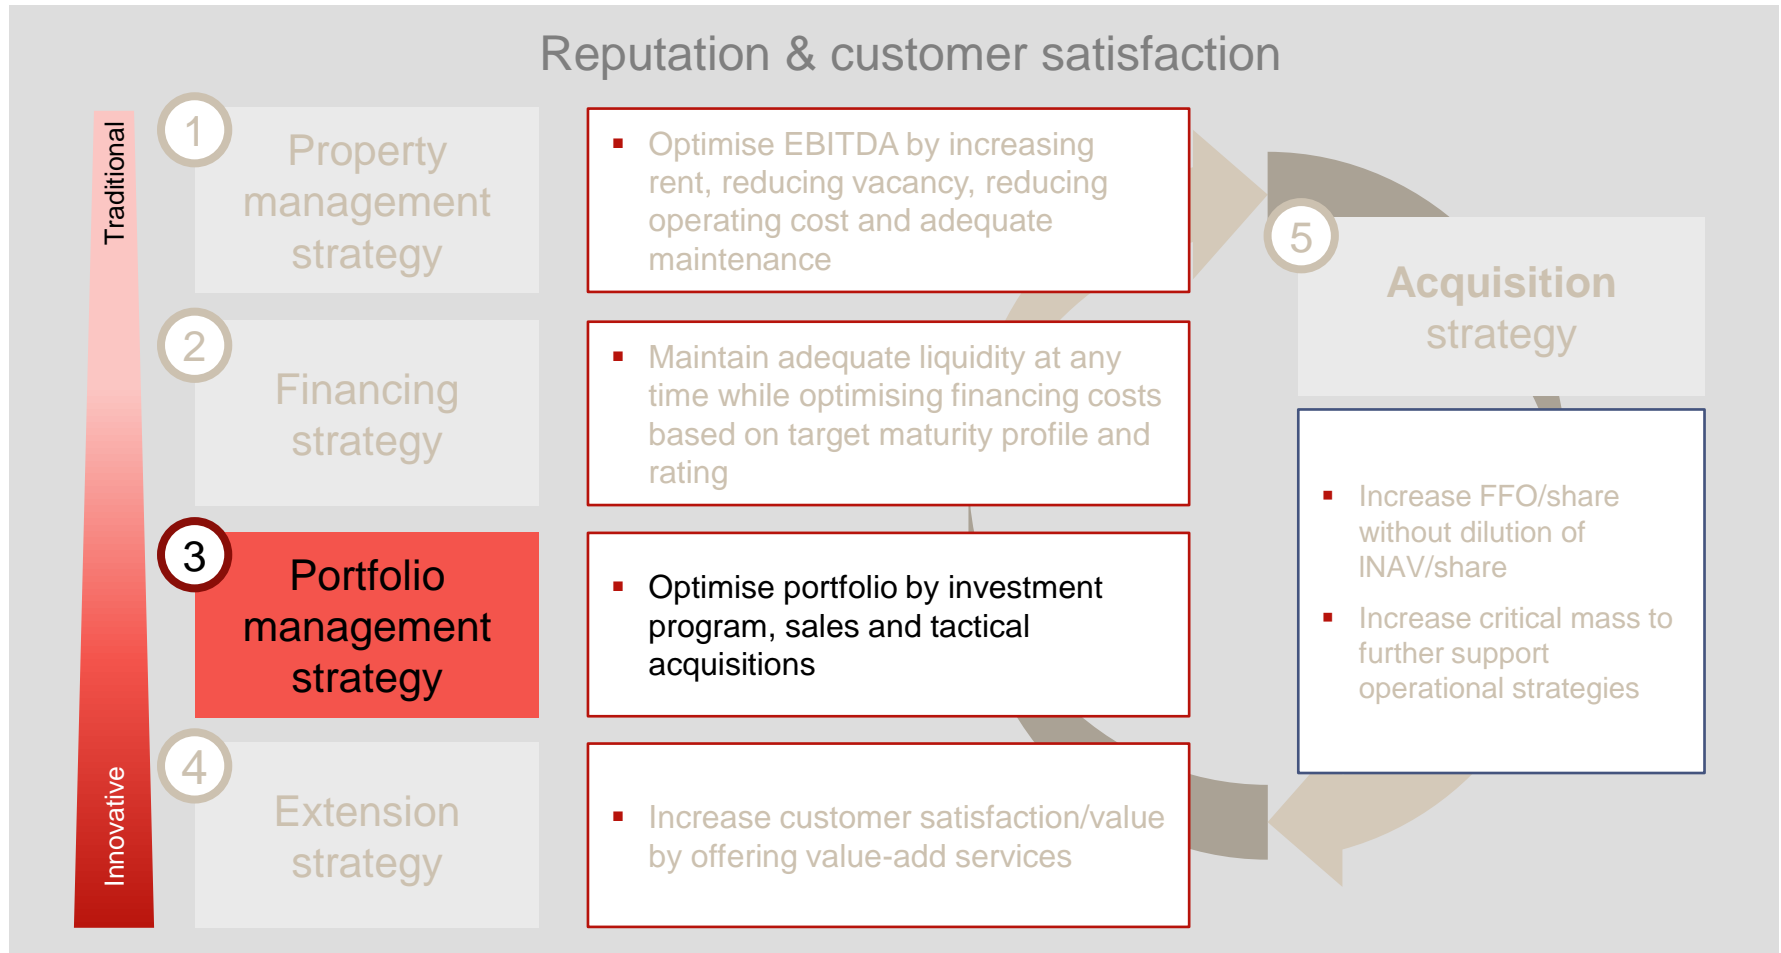 Reputation & customer satisfaction
Traditional
Innovative
1
Property
management
strategy
▪ Optimise EBITDA by increasing
rent, reducing vacancy, reducing
operating cost and adequate
maintenance
2
Financing
strategy
▪ Maintain adequate liquidity at any
time while optimising financing costs
based on target maturity profile and
rating
3
Portfolio
management
strategy
▪ Optimise portfolio by investment
program, sales and tactical
acquisitions
4
Extension
strategy
▪ Increase customer satisfaction/value
by offering value-add services
5
Acquisition
strategy
▪ Increase FFO/share
without dilution of
INAV/share
▪ Increase critical mass to
further support
operational strategies